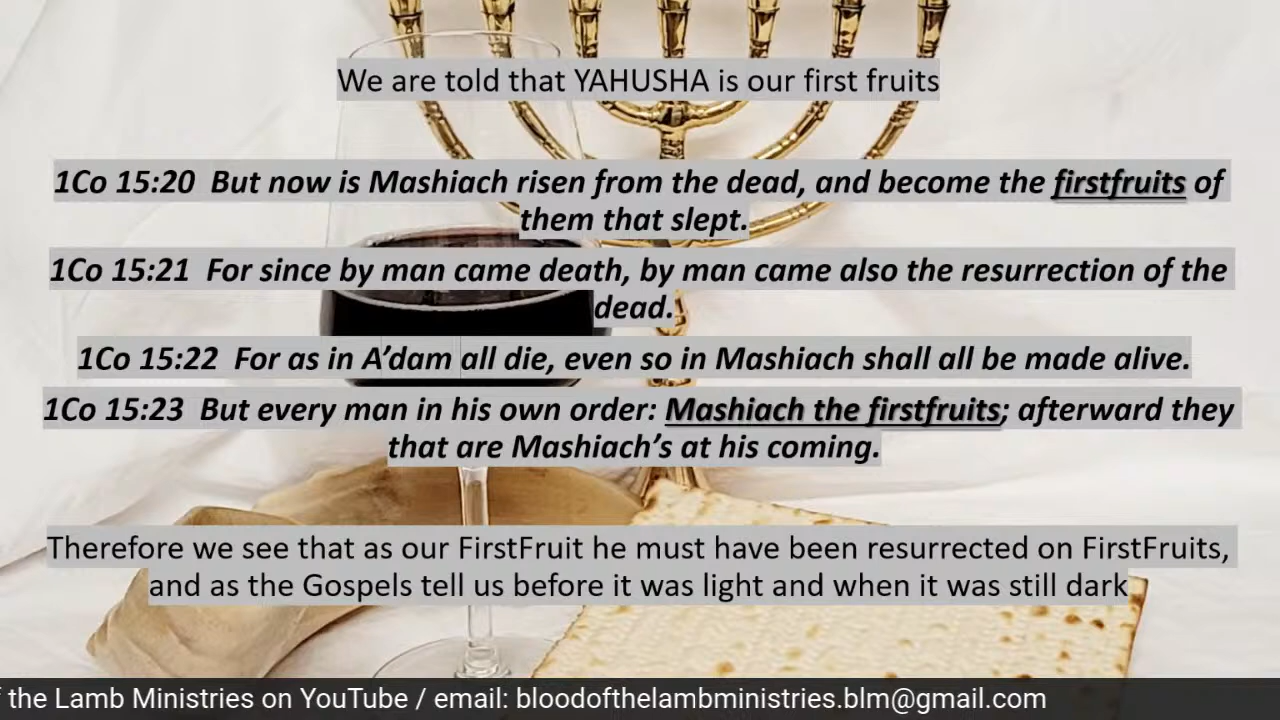 We are told that YAHUSHA is our first fruits
1Co 15:20 But now is Mashiach risen from the dead, and become the firstfruits of
them that slept.
1Co 15:21 For since by man came death, by man came also the resurrection of the
dead.
1Co 15:22 For as in A’dam all die, even so in Mashiach shall all be made alive.
1Co 15:23 But every man in his own order: Mashiach the firstfruits; afterward they
that are Mashiach’s at his coming.
Therefore we see that as our FirstFruit he must have been resurrected on FirstFruits,
and as the Gospels tell us before it was light and when it was still dark
the Lamb Ministries on YouTube / email: bloodofthelambministries.blm@gmail.com